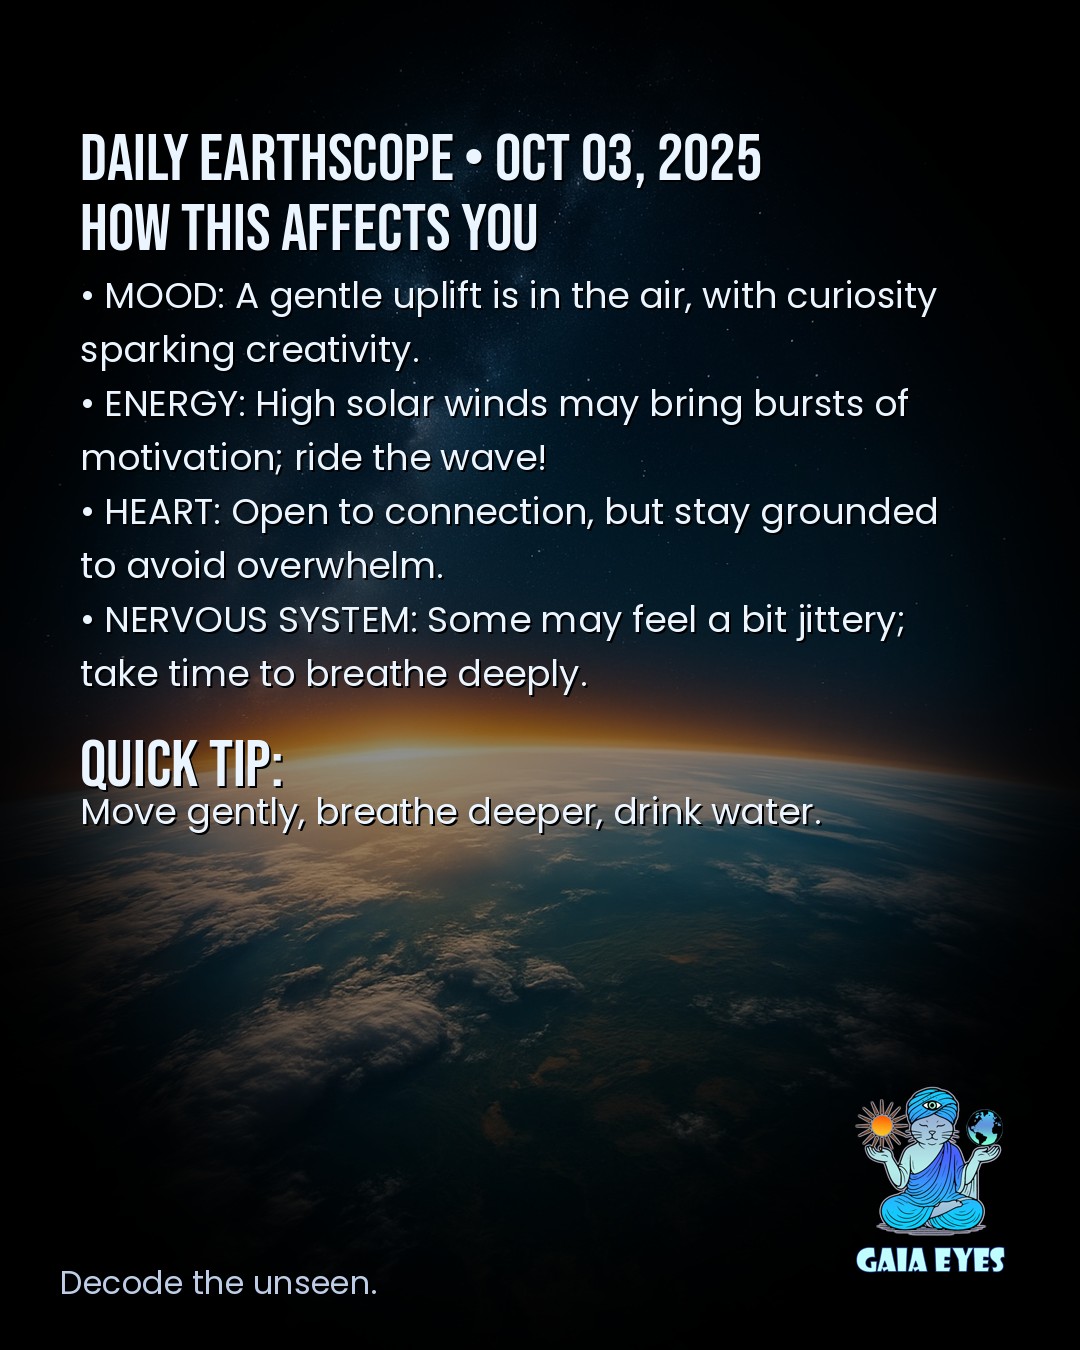 DAILY EARTHSCOPE • OCT 03, 2025
HOW THIS AFFECTS YOU
• MOOD: A gentle uplift is in the air, with curiosity
sparking creativity.
• ENERGY: High solar winds may bring bursts of
motivation; ride the wave!
• HEART: Open to connection, but stay grounded
to avoid overwhelm.
• NERVOUS SYSTEM: Some may feel a bit jittery;
take time to breathe deeply.
QUICK TIP:
Move gently, breathe deeper, drink water.
GAIA EYES
Decode the unseen.